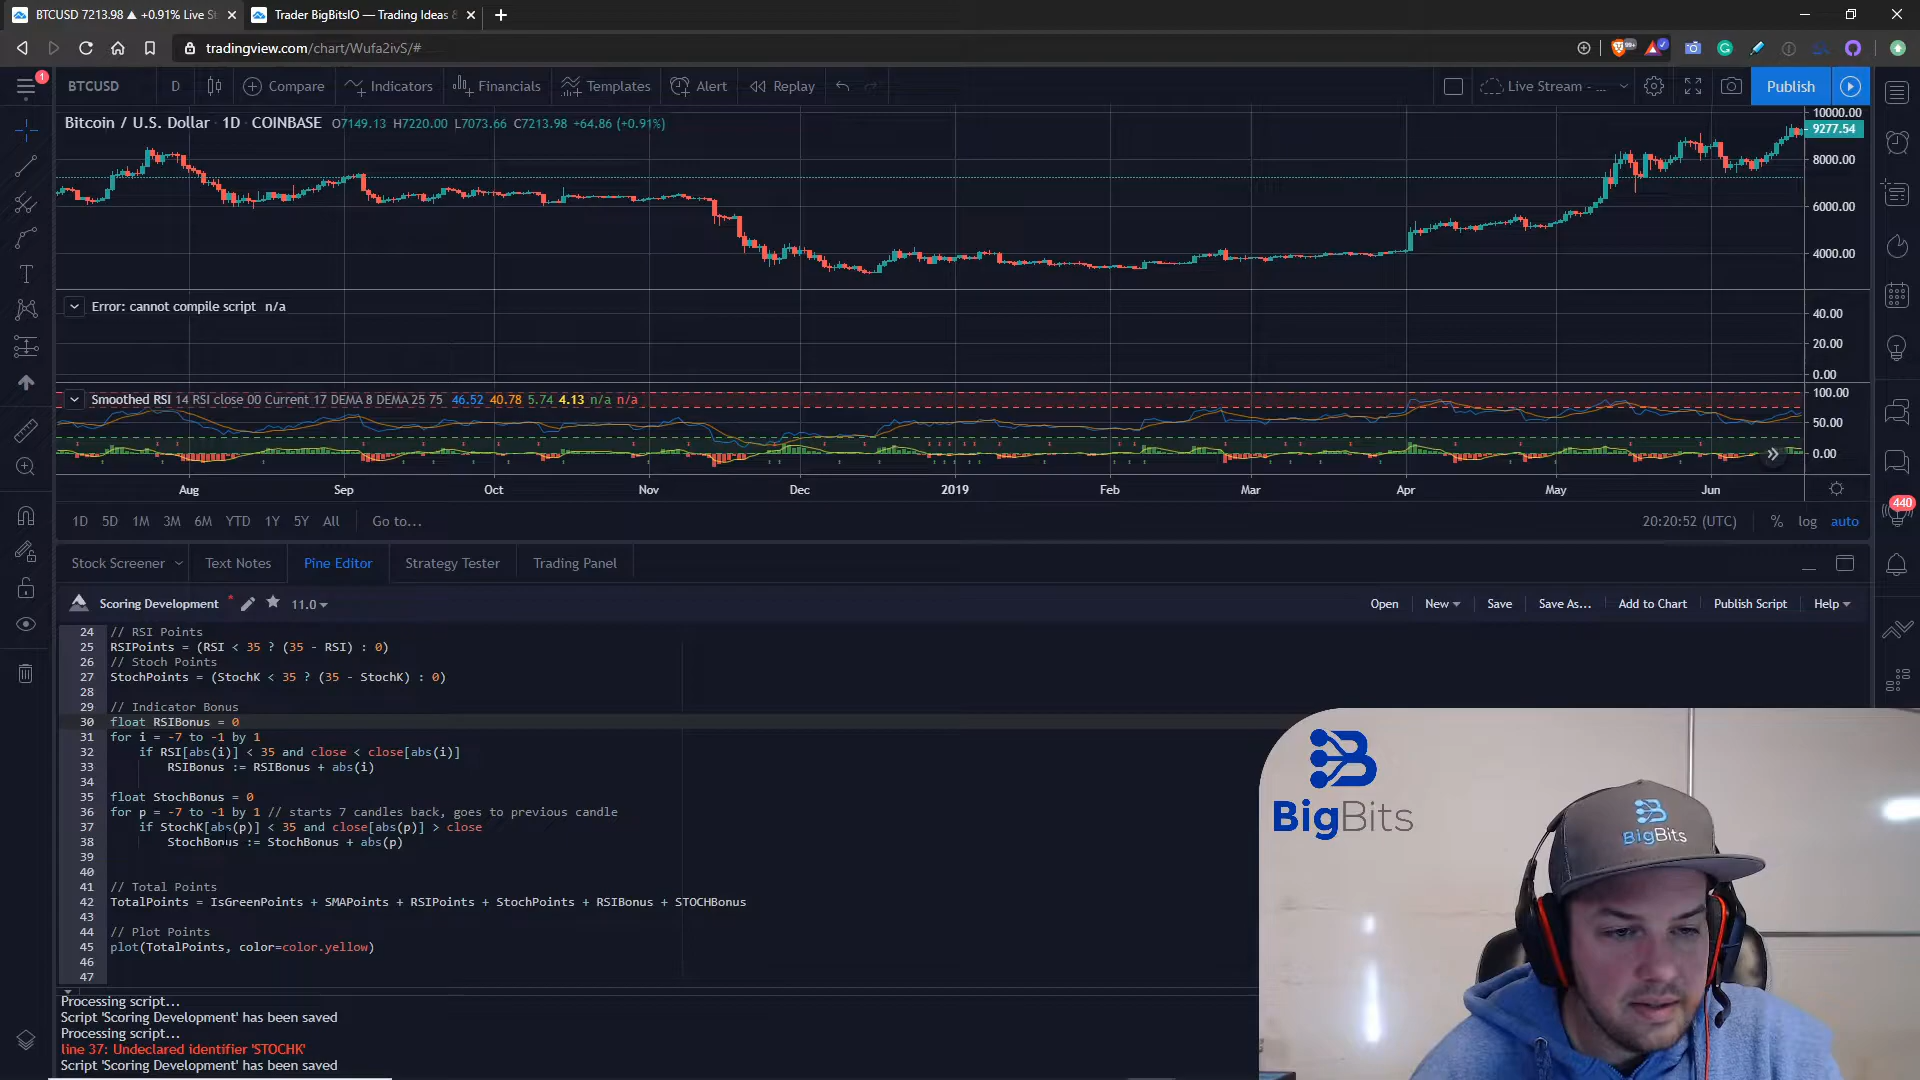 BTCUSD 7213.98 ▲ +0.91% Live St
Trader BigBitsIO — Trading Ideas &
tradingview.com/chart/Wufa2ivS/#
99+
1
BTCUSD D Compare Indicators Financials Templates Alert Replay Live Stream - ... Publish
Bitcoin / U.S. Dollar 1D COINBASE O7149.13 H7220.00 L7073.66 C7213.98 +64.86 (+0.91%)
10000.00
9277.54
8000.00
6000.00
4000.00
Error: cannot compile script n/a
40.00
20.00
0.00
Smoothed RSI 14 RSI close 00 Current 17 DEMA 8 DEMA 25 75 46.52 40.78 5.74 4.13 n/a n/a
100.00
50.00
0.00
Aug Sep Oct Nov Dec 2019 Feb Mar Apr May Jun
1D 5D 1M 3M 6M YTD 1Y 5Y All Go to... 20:20:52 (UTC) % log auto
440
Stock Screener Text Notes Pine Editor Strategy Tester Trading Panel
Scoring Development * 11.0 Open New Save Save As... Add to Chart Publish Script Help
24 // RSI Points
25 RSIPoints = (RSI < 35 ? (35 - RSI) : 0)
26 // Stoch Points
27 StochPoints = (StochK < 35 ? (35 - StochK) : 0)
28
29 // Indicator Bonus
30 float RSIBonus = 0
31 for i = -7 to -1 by 1
32 if RSI[abs(i)] < 35 and close < close[abs(i)]
33 RSIBonus := RSIBonus + abs(i)
34
35 float StochBonus = 0
36 for p = -7 to -1 by 1 // starts 7 candles back, goes to previous candle
37 if StochK[abs(p)] < 35 and close[abs(p)] > close
38 StochBonus := StochBonus + abs(p)
39
40
41 // Total Points
42 TotalPoints = IsGreenPoints + SMAPoints + RSIPoints + StochPoints + RSIBonus + STOCHBonus
43
44 // Plot Points
45 plot(TotalPoints, color=color.yellow)
46
47
Processing script...
Script 'Scoring Development' has been saved
Processing script...
line 37: Undeclared identifier 'STOCHK'
Script 'Scoring Development' has been saved
BigBits
BigBits